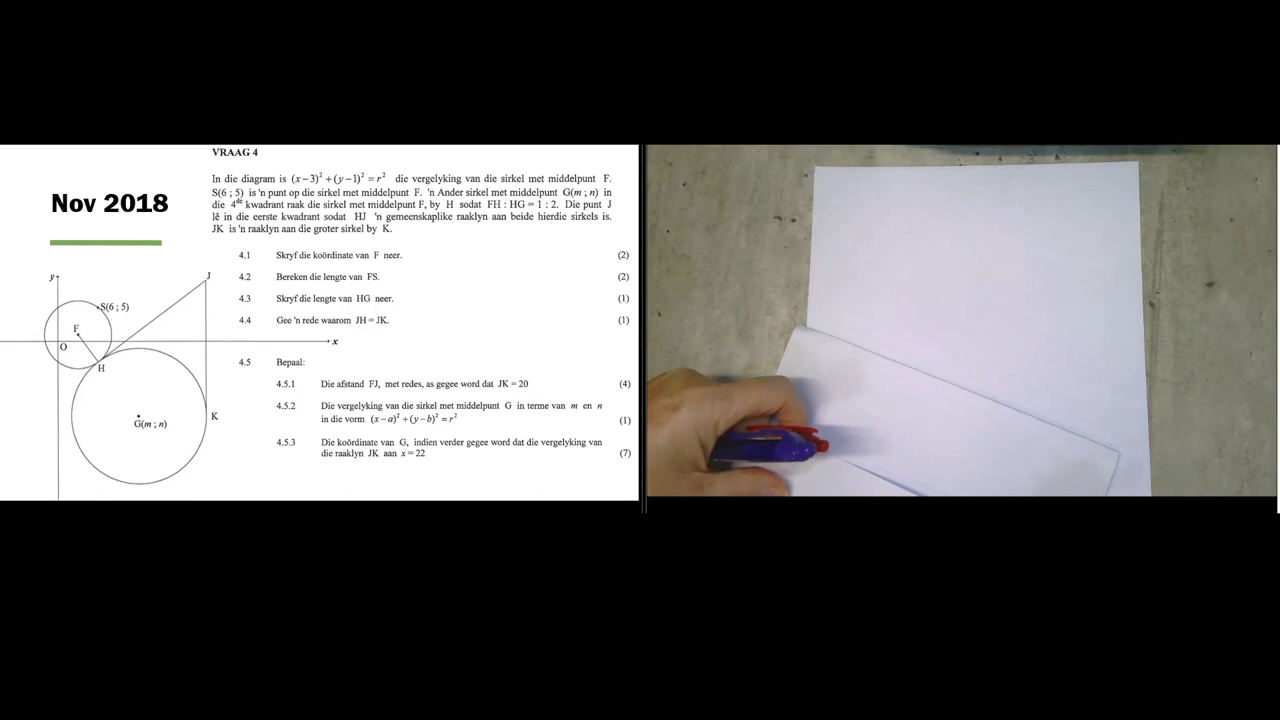 Nov 2018
VRAAG 4
In die diagram is (x−3)² + (y−1)² = r² die vergelyking van die sirkel met middelpunt F.
S(6 ; 5) is 'n punt op die sirkel met middelpunt F. 'n Ander sirkel met middelpunt G(m ; n) in
die 4de kwadrant raak die sirkel met middelpunt F, by H sodat FH : HG = 1 : 2. Die punt J
lê in die eerste kwadrant sodat HJ 'n gemeenskaplike raaklyn aan beide hierdie sirkels is.
JK is 'n raaklyn aan die groter sirkel by K.
4.1 Skryf die koördinate van F neer. (2)
4.2 Bereken die lengte van FS. (2)
4.3 Skryf die lengte van HG neer. (1)
4.4 Gee 'n rede waarom JH = JK. (1)
4.5 Bepaal:
4.5.1 Die afstand FJ, met redes, as gegee word dat JK = 20 (4)
4.5.2 Die vergelyking van die sirkel met middelpunt G in terme van m en n
in die vorm (x−a)² + (y−b)² = r² (1)
4.5.3 Die koördinate van G, indien verder gegee word dat die vergelyking van
die raaklyn JK aan x = 22 (7)
y
J
S(6 ; 5)
F
O
x
H
K
G(m ; n)